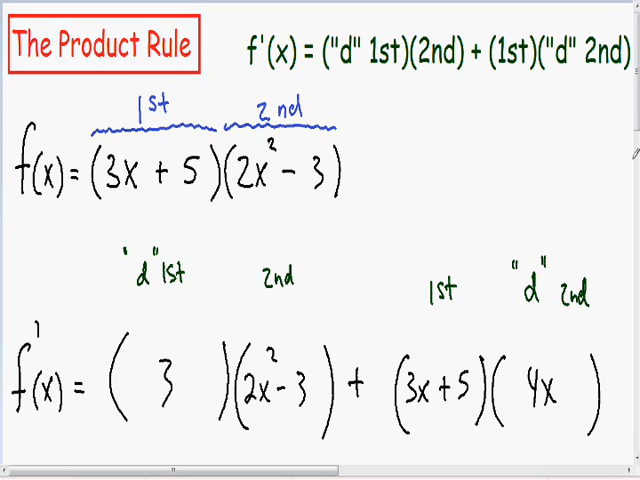 The Product Rule
f'(x) = ("d" 1st)(2nd) + (1st)("d" 2nd)
1st 2nd
f(x) = (3x + 5)(2x² - 3)
"d" 1st 2nd 1st "d" 2nd
f'(x) = ( 3 )(2x² - 3) + (3x + 5)( 4x )